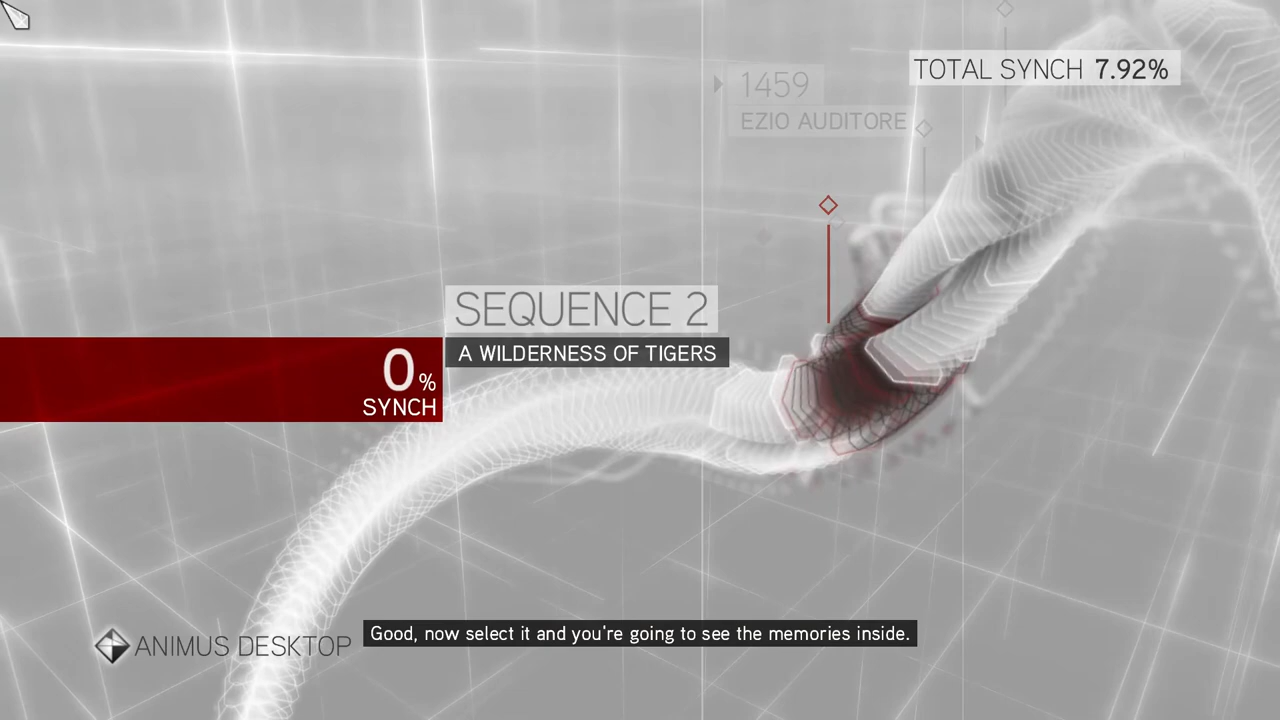 TOTAL SYNCH 7.92%
1459
EZIO AUDITORE
SEQUENCE 2
A WILDERNESS OF TIGERS
0%
SYNCH
ANIMUS DESKTOP
Good, now select it and you're going to see the memories inside.